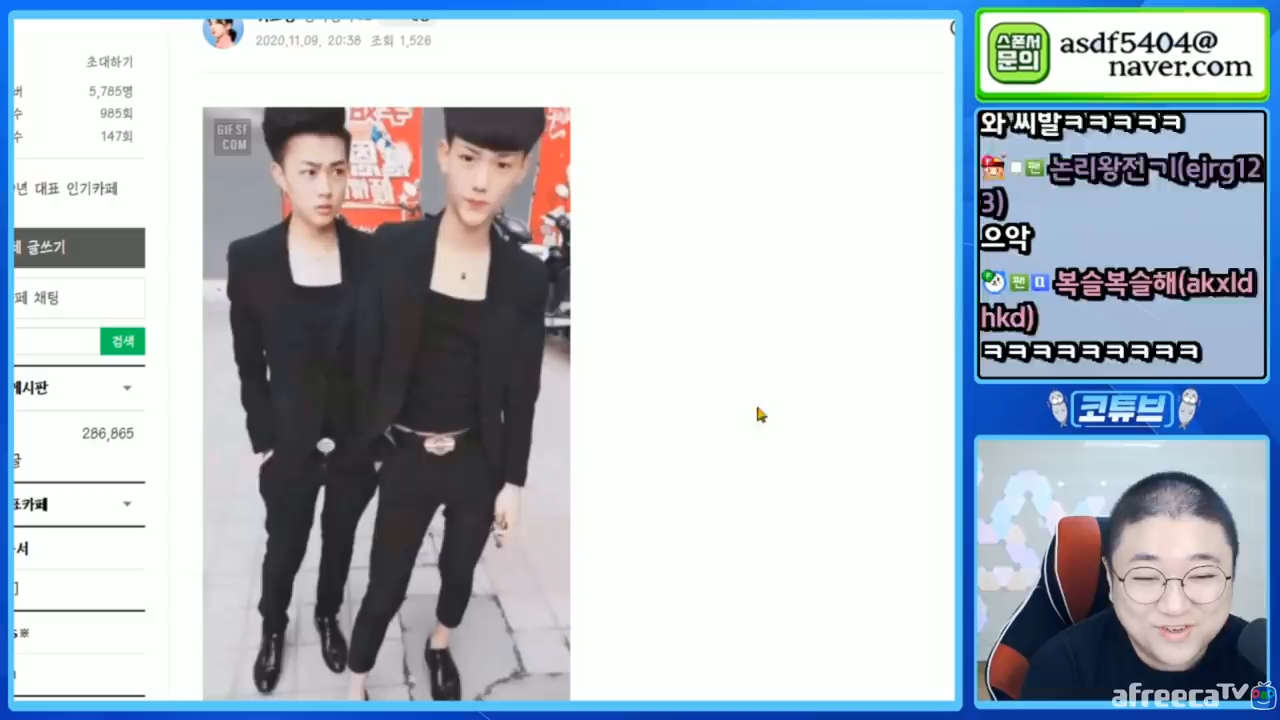 2020.11.09. 20:38 조회 1,526
초대하기
5,785명
985회
147회
대표 인기카페
글쓰기
채팅
검색
게시판
286,865
GIFSF
COM
스폰서
문의
asdf5404@
naver.com
와 씨발ㅋㅋㅋㅋㅋ
팬 논리왕전ㄱㅣ(ejrg12
3)
으악
팬 복슬복슬해(akxld
hkd)
ㅋㅋㅋㅋㅋㅋㅋㅋㅋ
코튜브
afreecaTV